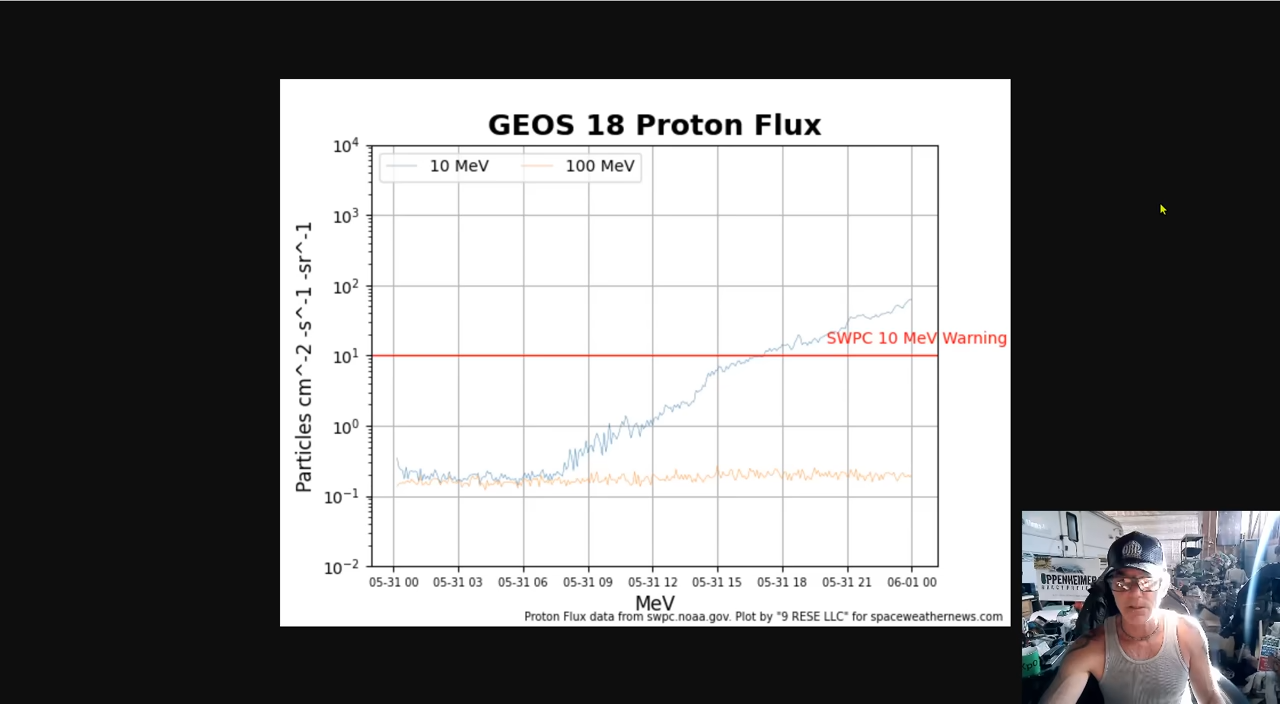 GEOS 18 Proton Flux
10 MeV 100 MeV
10^4
10^3
10^2
10^1
10^0
10^-1
10^-2
Particles cm^-2 -s^-1 -sr^-1
SWPC 10 MeV Warning
05-31 00 05-31 03 05-31 06 05-31 09 05-31 12 05-31 15 05-31 18 05-31 21 06-01 00
MeV
Proton Flux data from swpc.noaa.gov. Plot by "9 RESE LLC" for spaceweathernews.com
OPPENHEIMER